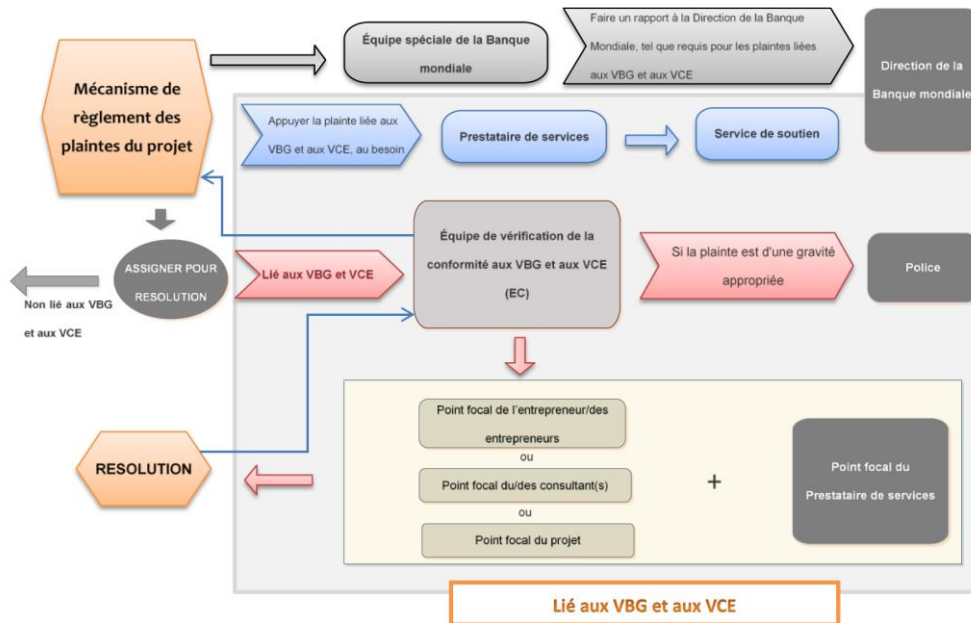 Mécanisme de
règlement des
plaintes du projet
Équipe spéciale de la Banque
mondiale
Faire un rapport à la Direction de la Banque
Mondiale, tel que requis pour les plaintes liées
aux VBG et aux VCE
Direction de la
Banque mondiale
Appuyer la plainte liée aux
VBG et aux VCE, au besoin
Prestataire de services
Service de soutien
ASSIGNER POUR
RESOLUTION
Non lié aux VBG
et aux VCE
Lié aux VBG et VCE
Équipe de vérification de la
conformité aux VBG et aux VCE
(EC)
Si la plainte est d'une gravité
appropriée
Police
Point focal de l'entrepreneur/des
entrepreneurs
ou
Point focal du/des consultant(s)
ou
Point focal du projet
+
Point focal du
Prestataire de services
RESOLUTION
Lié aux VBG et aux VCE